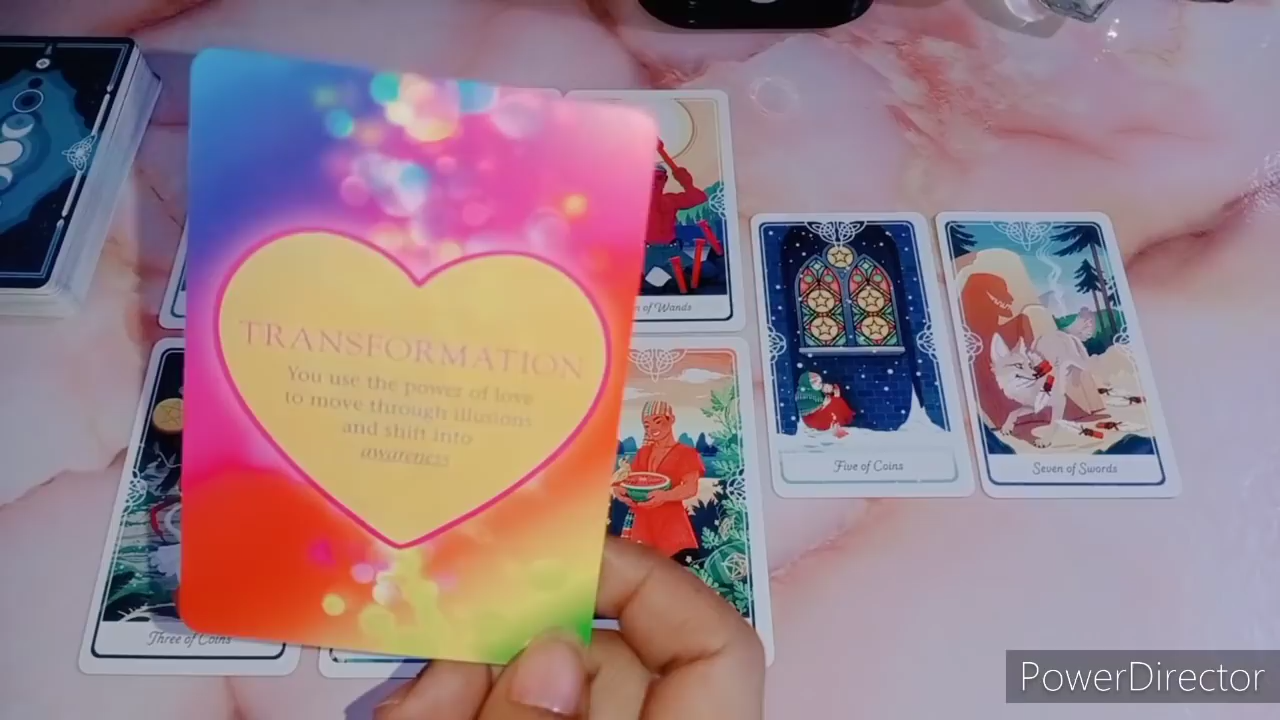 TRANSFORMATION
You use the power of love
to move through illusions
and shift into
awareness
of Wands
Five of Coins
Seven of Swords
Three of Coins
PowerDirector